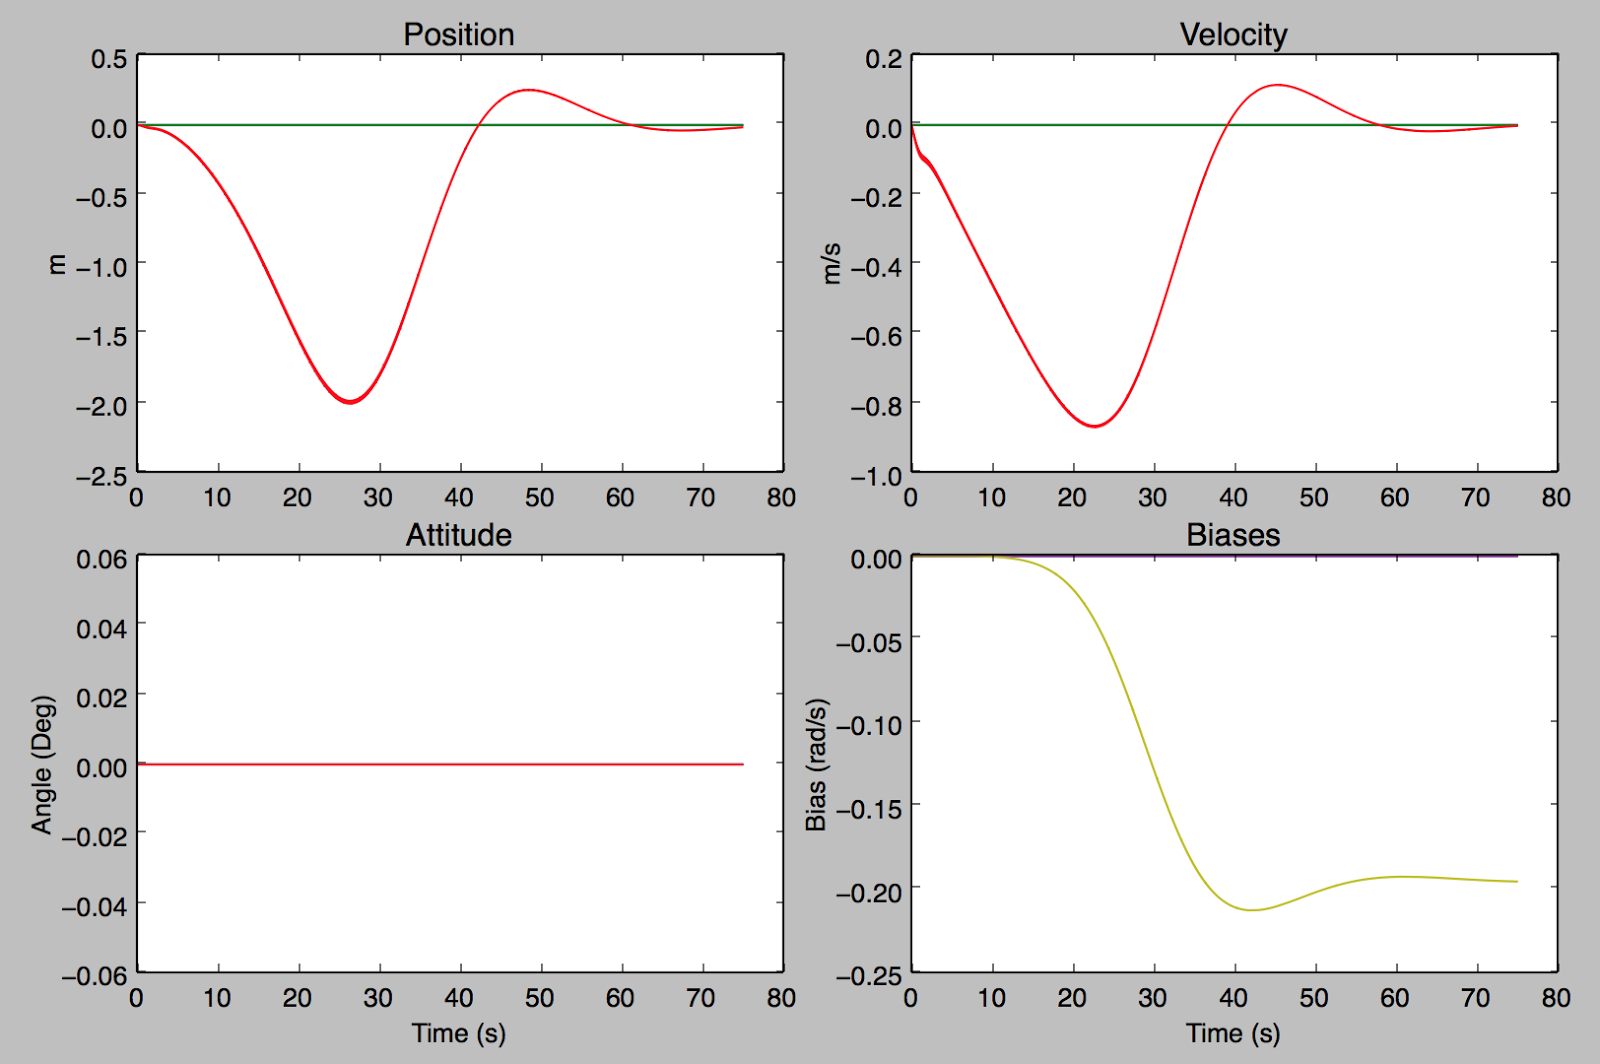 Position
0.5
0.0
−0.5
−1.0
−1.5
−2.0
−2.5
m
0 10 20 30 40 50 60 70 80
Velocity
0.2
0.0
−0.2
−0.4
−0.6
−0.8
−1.0
m/s
0 10 20 30 40 50 60 70 80
Attitude
0.06
0.04
0.02
0.00
−0.02
−0.04
−0.06
Angle (Deg)
0 10 20 30 40 50 60 70 80
Time (s)
Biases
0.00
−0.05
−0.10
−0.15
−0.20
−0.25
Bias (rad/s)
0 10 20 30 40 50 60 70 80
Time (s)